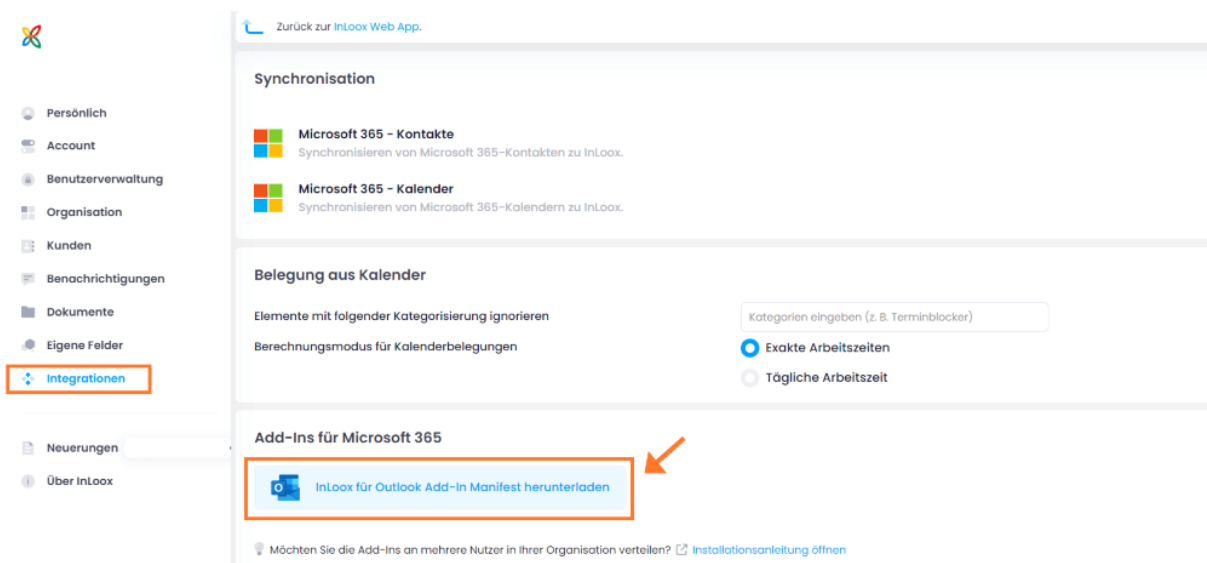 Zurück zur InLoox Web App.
Persönlich
Account
Benutzerverwaltung
Organisation
Kunden
Benachrichtigungen
Dokumente
Eigene Felder
Integrationen
Neuerungen
Über InLoox
Synchronisation
Microsoft 365 - Kontakte
Synchronisieren von Microsoft 365-Kontakten zu InLoox.
Microsoft 365 - Kalender
Synchronisieren von Microsoft 365-Kalendern zu InLoox.
Belegung aus Kalender
Elemente mit folgender Kategorisierung ignorieren
Kategorien eingeben (z. B. Terminblocker)
Berechnungsmodus für Kalenderbelegungen
Exakte Arbeitszeiten
Tägliche Arbeitszeit
Add-Ins für Microsoft 365
InLoox für Outlook Add-In Manifest herunterladen
Möchten Sie die Add-Ins an mehrere Nutzer in Ihrer Organisation verteilen? Installationsanleitung öffnen